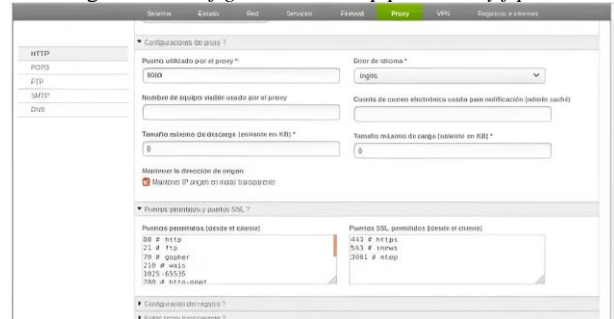 Sistema Estado Red Servicios Firewall Proxy VPN Registros e informes
HTTP
POP3
FTP
SMTP
DNS
Configuraciones de proxy ?
Puerto utilizado por el proxy *
Error de idioma *
Inglés
Nombre de equipo visible usado por el proxy
Cuenta de correo electrónico usada para notificación (admin caché)
Tamaño máximo de descarga (entrante en KB) *
0
Tamaño máximo de carga (saliente en KB) *
0
Mantener la dirección de origen
Mantener IP origen en modo transparente
Puertos permitidos y puertos SSL ?
Puertos permitidos (desde el cliente)
80 # http
21 # ftp
70 # gopher
210 # wais
1025-65535
280 # http-mgmt
Puertos SSL permitidos (desde el cliente)
443 # https
563 # snews
3001 # ntop
Configuración del registro ?